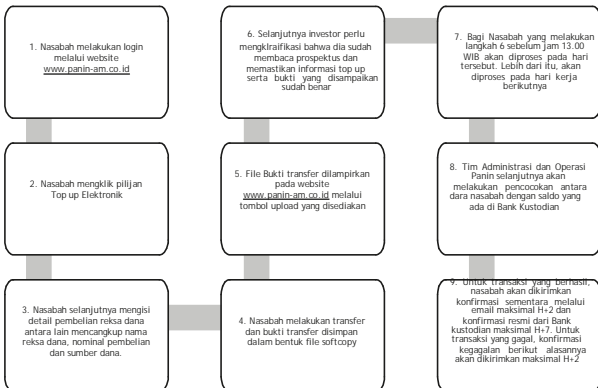 1. Nasabah melakukan login
melalui website
www.panin-am.co.id
2. Nasabah mengklik pilijan
Top up Elektronik
3. Nasabah selanjutnya mengisi
detail pembelian reksa dana
antara lain mencangkup nama
reksa dana, nominal pembelian
dan sumber dana.
4. Nasabah melakukan transfer
dan bukti transfer disimpan
dalam bentuk file softcopy
5. File Bukti transfer dilampirkan
pada website
www.panin-am.co.id melalui
tombol upload yang disediakan
6. Selanjutnya investor perlu
mengklraifikasi bahwa dia sudah
membaca prospektus dan
memastikan informasi top up
serta bukti yang disampaikan
sudah benar
7. Bagi Nasabah yang melakukan
langkah 6 sebelum jam 13.00
WIB akan diproses pada hari
tersebut. Lebih dari itu, akan
diproses pada hari kerja
berikutnya
8. Tim Administrasi dan Operasi
Panin selanjutnya akan
melakukan pencocokan antara
dara nasabah dengan saldo yang
ada di Bank Kustodian
9. Untuk transaksi yang berhasil,
nasabah akan dikirimkan
konfirmasi sementara melalui
email maksimal H+2 dan
konfirmasi resmi dari Bank
kustodian maksimal H+7. Untuk
transaksi yang gagal, konfirmasi
kegagalan berikut alasannya
akan dikirimkan maksimal H+2